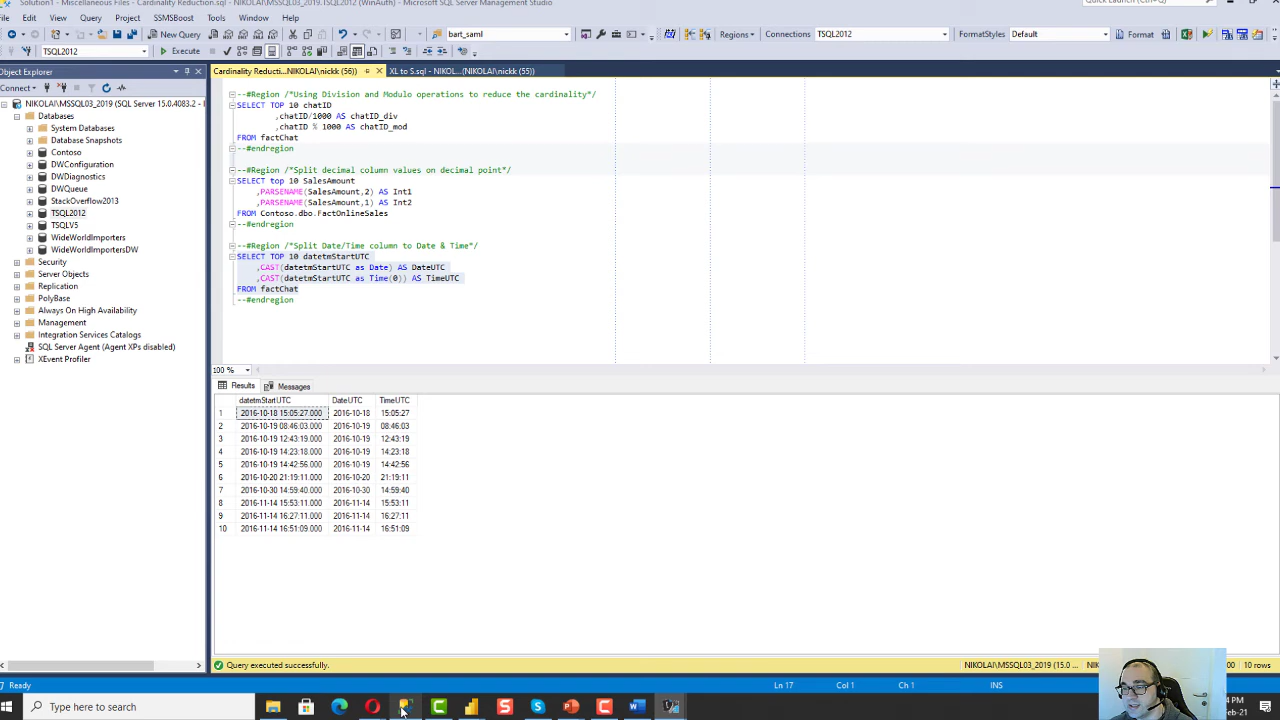 Solution1 - Miscellaneous Files - Cardinality Reduction.sql - NIKOLAI\MSSQL03_2019.TSQL2012 (WinAuth) - Microsoft SQL Server Management Studio
Quick Launch (Ctrl+Q)
Edit View Query Project SSMSBoost Tools Window Help
New Query bart_saml Regions Connections TSQL2012 FormatStyles Default Format
TSQL2012 Execute
Object Explorer
Cardinality Reducti...NIKOLAI\nickk (56)) XL to S.sql - NIKOL...(NIKOLAI\nickk (55))
Connect
NIKOLAI\MSSQL03_2019 (SQL Server 15.0.4083.2
Databases
System Databases
Database Snapshots
Contoso
DWConfiguration
DWDiagnostics
DWQueue
StackOverflow2013
TSQL2012
TSQLV5
WideWorldImporters
WideWorldImportersDW
Security
Server Objects
Replication
PolyBase
Always On High Availability
Management
Integration Services Catalogs
SQL Server Agent (Agent XPs disabled)
XEvent Profiler
--#Region /*Using Division and Modulo operations to reduce the cardinality*/
SELECT TOP 10 chatID
,chatID/1000 AS chatID_div
,chatID % 1000 AS chatID_mod
FROM factChat
--#endregion
--#Region /*Split decimal column values on decimal point*/
SELECT top 10 SalesAmount
,PARSENAME(SalesAmount,2) AS Int1
,PARSENAME(SalesAmount,1) AS Int2
FROM Contoso.dbo.FactOnlineSales
--#endregion
--#Region /*Split Date/Time column to Date & Time*/
SELECT TOP 10 datetmStartUTC
,CAST(datetmStartUTC as Date) AS DateUTC
,CAST(datetmStartUTC as Time(0)) AS TimeUTC
FROM factChat
--#endregion
100 %
Results Messages
datetmStartUTC DateUTC TimeUTC
1 2016-10-18 15:05:27.000 2016-10-18 15:05:27
2 2016-10-19 08:46:03.000 2016-10-19 08:46:03
3 2016-10-19 12:43:19.000 2016-10-19 12:43:19
4 2016-10-19 14:23:18.000 2016-10-19 14:23:18
5 2016-10-19 14:42:56.000 2016-10-19 14:42:56
6 2016-10-20 21:19:11.000 2016-10-20 21:19:11
7 2016-10-30 14:59:40.000 2016-10-30 14:59:40
8 2016-11-14 15:53:11.000 2016-11-14 15:53:11
9 2016-11-14 16:27:11.000 2016-11-14 16:27:11
10 2016-11-14 16:51:09.000 2016-11-14 16:51:09
Query executed successfully. NIKOLAI\MSSQL03_2019 (15.0 ... 10 rows
Ready Ln 17 Col 1 Ch 1 INS
Type here to search